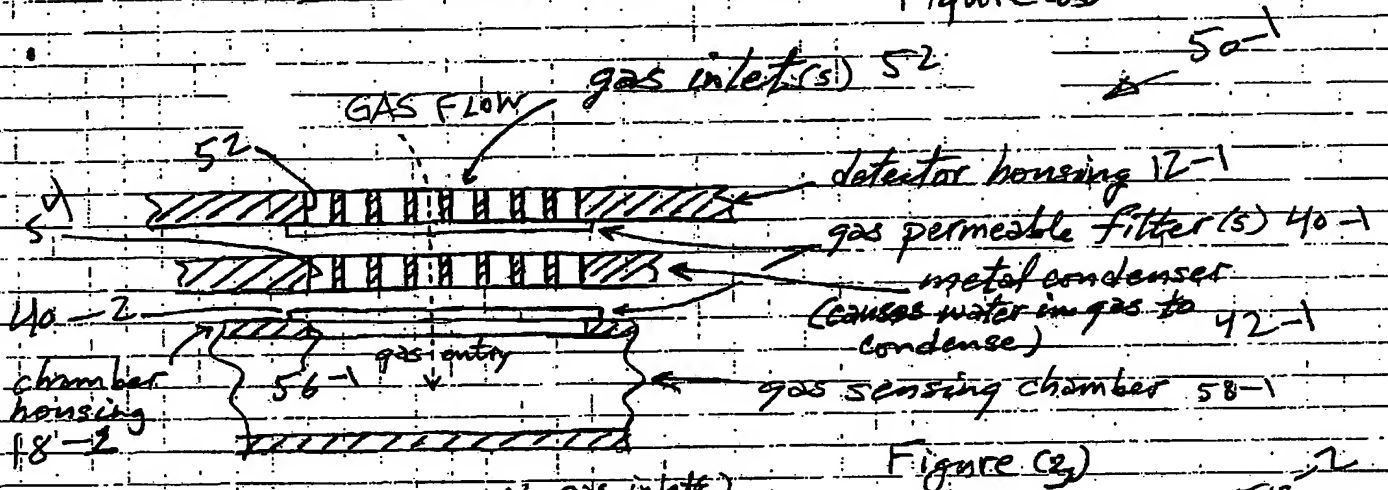 50-1
gas inlet(s) 52
GAS FLOW
52
detector housing 12-1
gas permeable filter(s) 40-1
metal condenser
(causes water in gas to
condense) 42-1
40-2
gas entry
56-1
chamber
housing
18-2
gas sensing chamber 58-1
Figure (2)